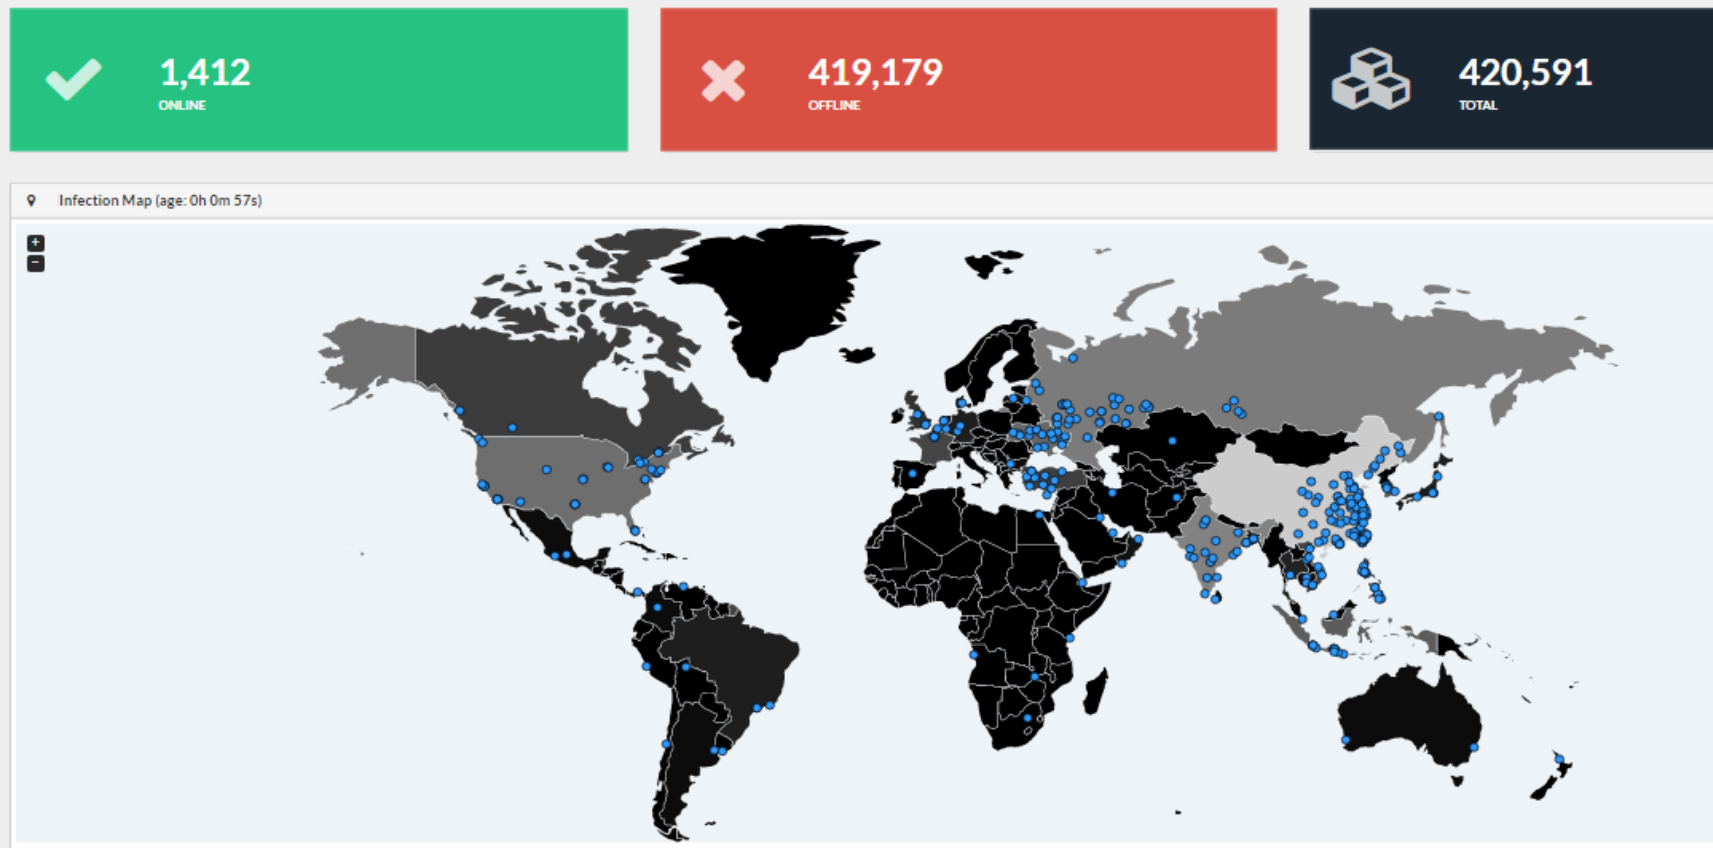 1,412
ONLINE
419,179
OFFLINE
420,591
TOTAL
Infection Map (age: 0h 0m 57s)
+
−